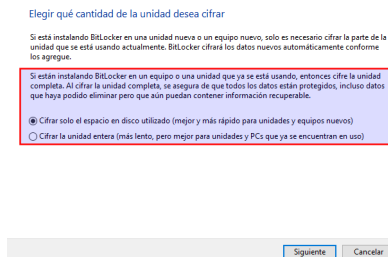 Elegir qué cantidad de la unidad desea cifrar
Si está instalando BitLocker en una unidad nueva o un equipo nuevo, solo es necesario cifrar la parte de la
unidad que se está usando actualmente. BitLocker cifrará los datos nuevos automáticamente conforme
los agregue.
Si están instalando BitLocker en un equipo o una unidad que ya se está usando, entonces cifre la unidad
completa. Al cifrar la unidad completa, se asegura de que todos los datos están protegidos, incluso datos
que haya podido eliminar pero que aún puedan contener información recuperable.
Cifrar solo el espacio en disco utilizado (mejor y más rápido para unidades y equipos nuevos)
Cifrar la unidad entera (más lento, pero mejor para unidades y PCs que ya se encuentran en uso)
Siguiente Cancelar